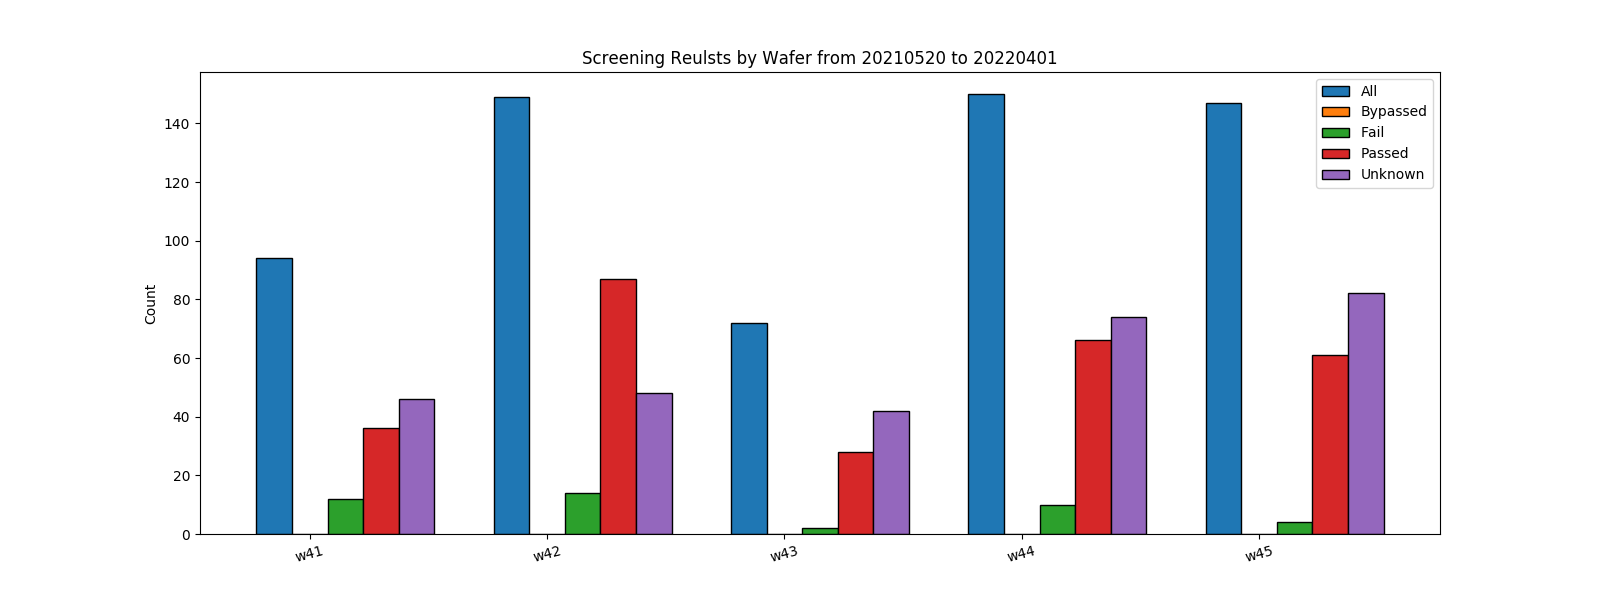 Screening Reulsts by Wafer from 20210520 to 20220401
All
Bypassed
Fail
Passed
Unknown
Count
140
120
100
80
60
40
20
0
w41
w42
w43
w44
w45